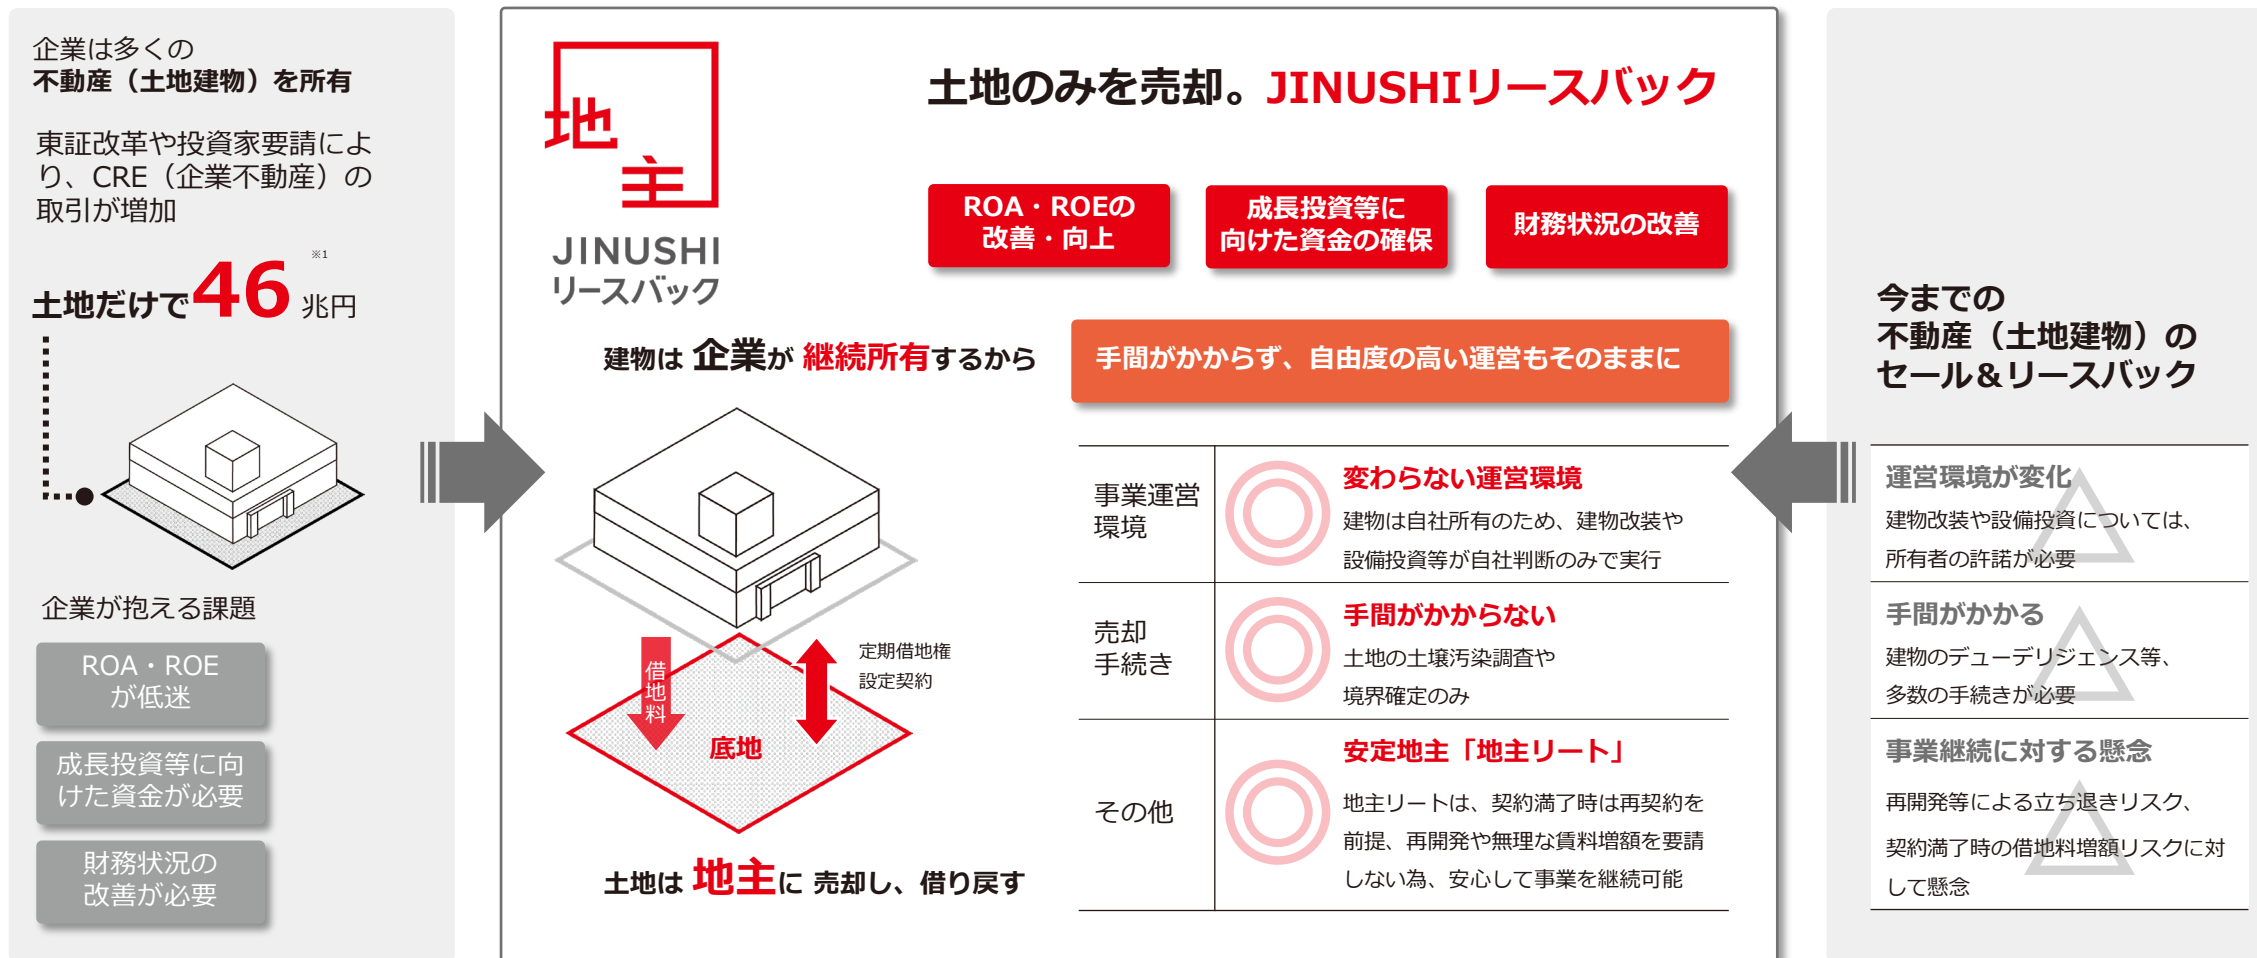 企業は多くの
不動産（土地建物）を所有
東証改革や投資家要請によ
り、CRE（企業不動産）の
取引が増加
※1
土地だけで46兆円
企業が抱える課題
ROA・ROE
が低迷
成長投資等に向
けた資金が必要
財務状況の
改善が必要
地主
JINUSHI
リースバック
土地のみを売却。JINUSHIリースバック
ROA・ROEの
改善・向上
成長投資等に
向けた資金の確保
財務状況の改善
建物は 企業が 継続所有するから
手間がかからず、自由度の高い運営もそのままに
借地料
定期借地権
設定契約
底地
土地は 地主に 売却し、借り戻す
事業運営
環境
変わらない運営環境
建物は自社所有のため、建物改装や
設備投資等が自社判断のみで実行
売却
手続き
手間がかからない
土地の土壌汚染調査や
境界確定のみ
その他
安定地主「地主リート」
地主リートは、契約満了時は再契約を
前提、再開発や無理な賃料増額を要請
しない為、安心して事業を継続可能
今までの
不動産（土地建物）の
セール＆リースバック
運営環境が変化
建物改装や設備投資については、
所有者の許諾が必要
手間がかかる
建物のデューデリジェンス等、
多数の手続きが必要
事業継続に対する懸念
再開発等による立ち退きリスク、
契約満了時の借地料増額リスクに対
して懸念